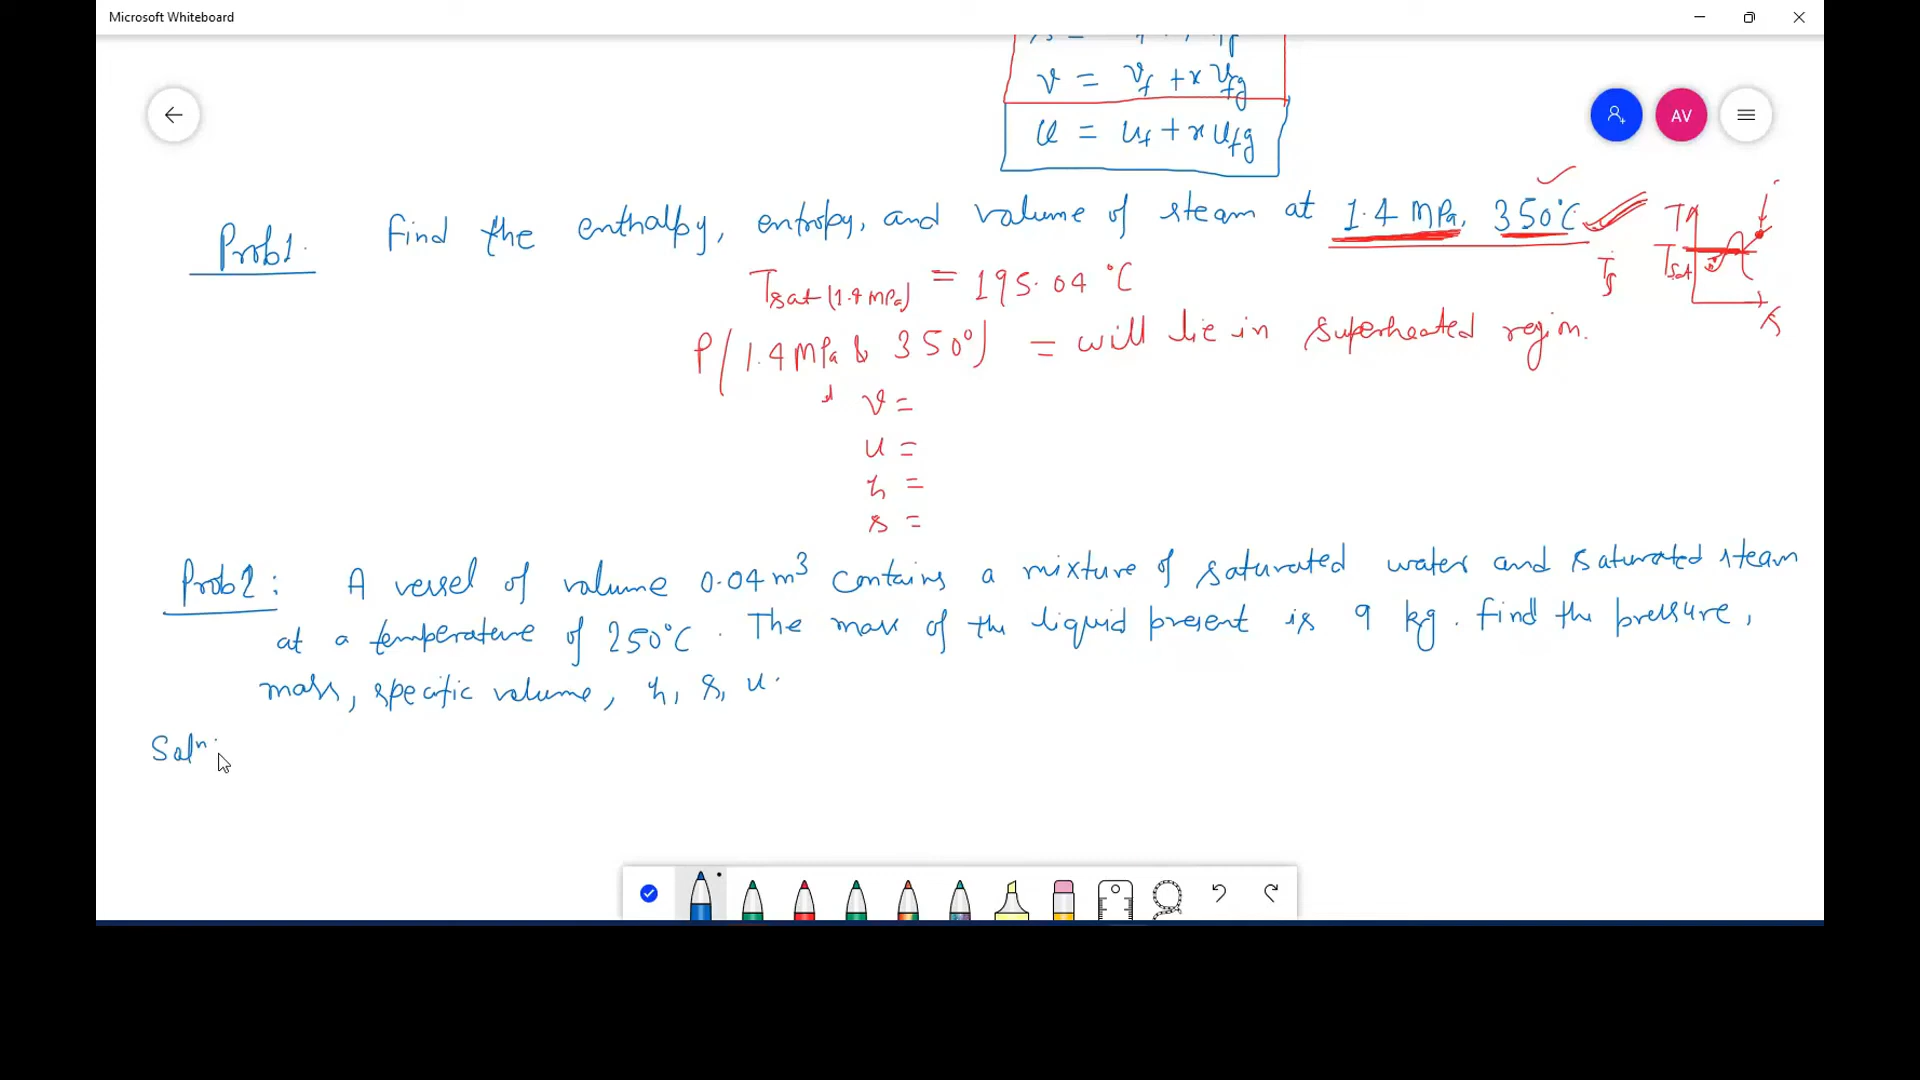 Microsoft Whiteboard
v = vf + x vfg
u = uf + x ufg
AV
Prob1. Find the enthalpy, entropy, and volume of steam at 1.4 MPa, 350°C
T
Tsat
s
Tsat (1.4 MPa) = 195.04 °C
P(1.4 MPa & 350°) = will lie in superheated region.
v =
u =
h =
s =
Prob2: A vessel of volume 0.04 m³ contains a mixture of saturated water and saturated steam
at a temperature of 250°C. The mass of the liquid present is 9 kg. Find the pressure,
mass, specific volume, h, s, u.
Solⁿ: